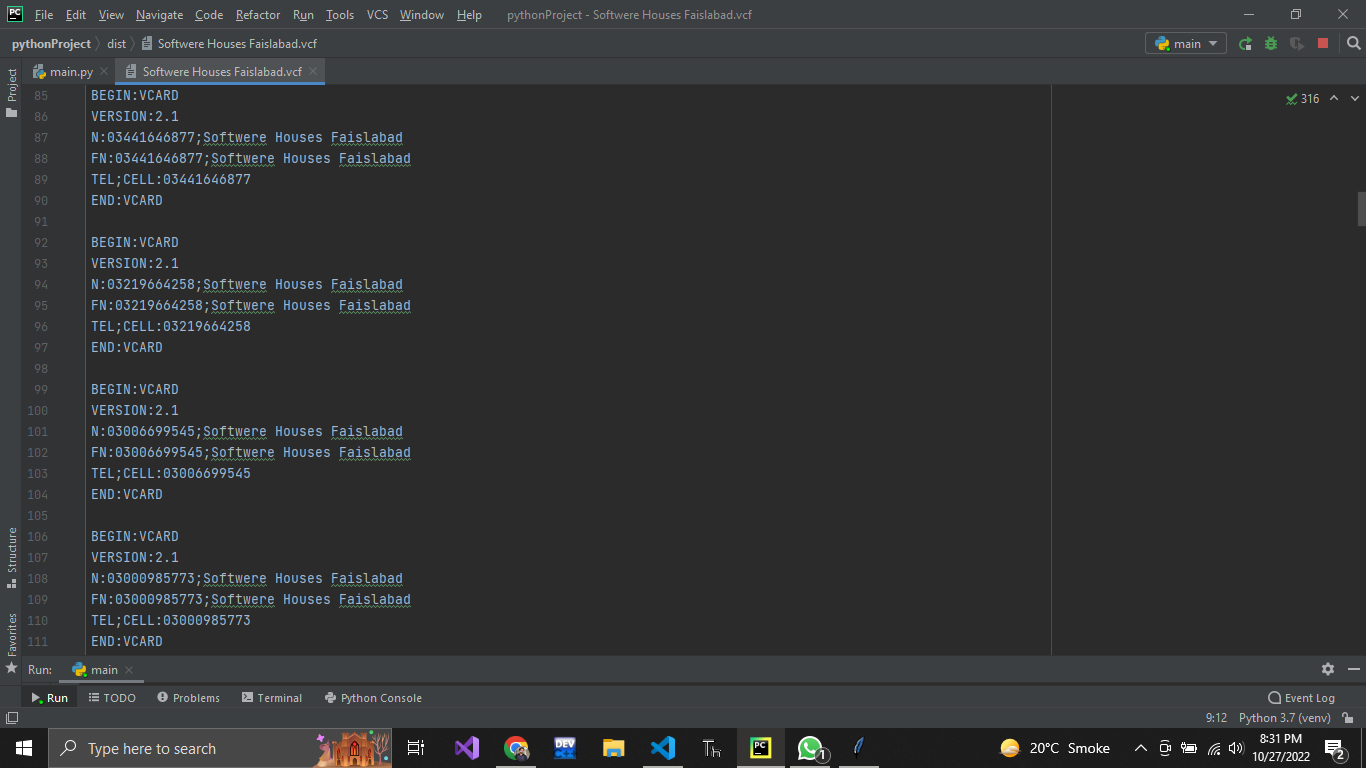 PC File Edit View Navigate Code Refactor Run Tools VCS Window Help pythonProject - Softwere Houses Faislabad.vcf
pythonProject dist Softwere Houses Faislabad.vcf main
main.py Softwere Houses Faislabad.vcf
Project
316
85 BEGIN:VCARD
86 VERSION:2.1
87 N:03441646877;Softwere Houses Faislabad
88 FN:03441646877;Softwere Houses Faislabad
89 TEL;CELL:03441646877
90 END:VCARD
91
92 BEGIN:VCARD
93 VERSION:2.1
94 N:03219664258;Softwere Houses Faislabad
95 FN:03219664258;Softwere Houses Faislabad
96 TEL;CELL:03219664258
97 END:VCARD
98
99 BEGIN:VCARD
100 VERSION:2.1
101 N:03006699545;Softwere Houses Faislabad
102 FN:03006699545;Softwere Houses Faislabad
103 TEL;CELL:03006699545
104 END:VCARD
105
106 BEGIN:VCARD
107 VERSION:2.1
108 N:03000985773;Softwere Houses Faislabad
109 FN:03000985773;Softwere Houses Faislabad
110 TEL;CELL:03000985773
111 END:VCARD
Structure
Favorites
Run: main
Run TODO Problems Terminal Python Console Event Log
9:12 Python 3.7 (venv)
Type here to search DEV Th PC 1 20°C Smoke 8:31 PM
10/27/2022 2